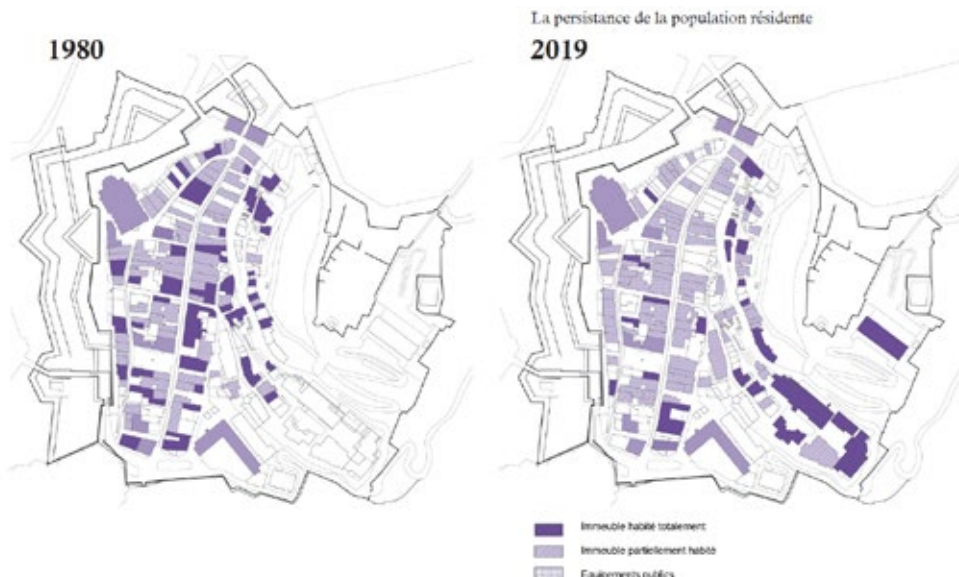 La persistance de la population résidente
1980
2019
Immeuble habité totalement
Immeuble partiellement habité
Equipements publics